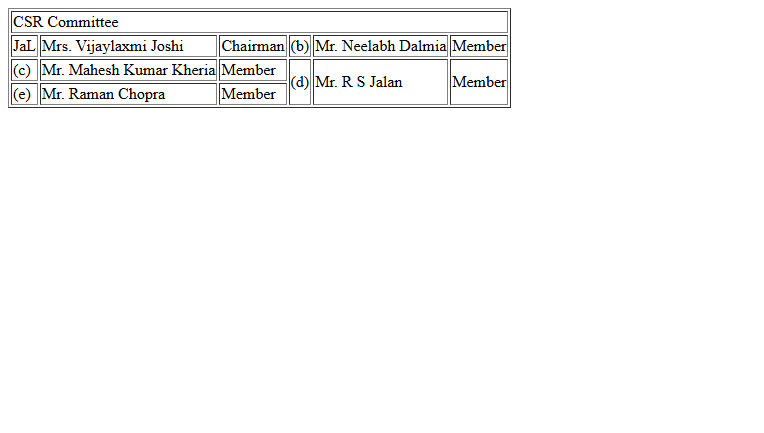 CSR Committee
JaL Mrs. Vijaylaxmi Joshi Chairman (b) Mr. Neelabh Dalmia Member
(c) Mr. Mahesh Kumar Kheria Member (d) Mr. R S Jalan Member
(e) Mr. Raman Chopra Member